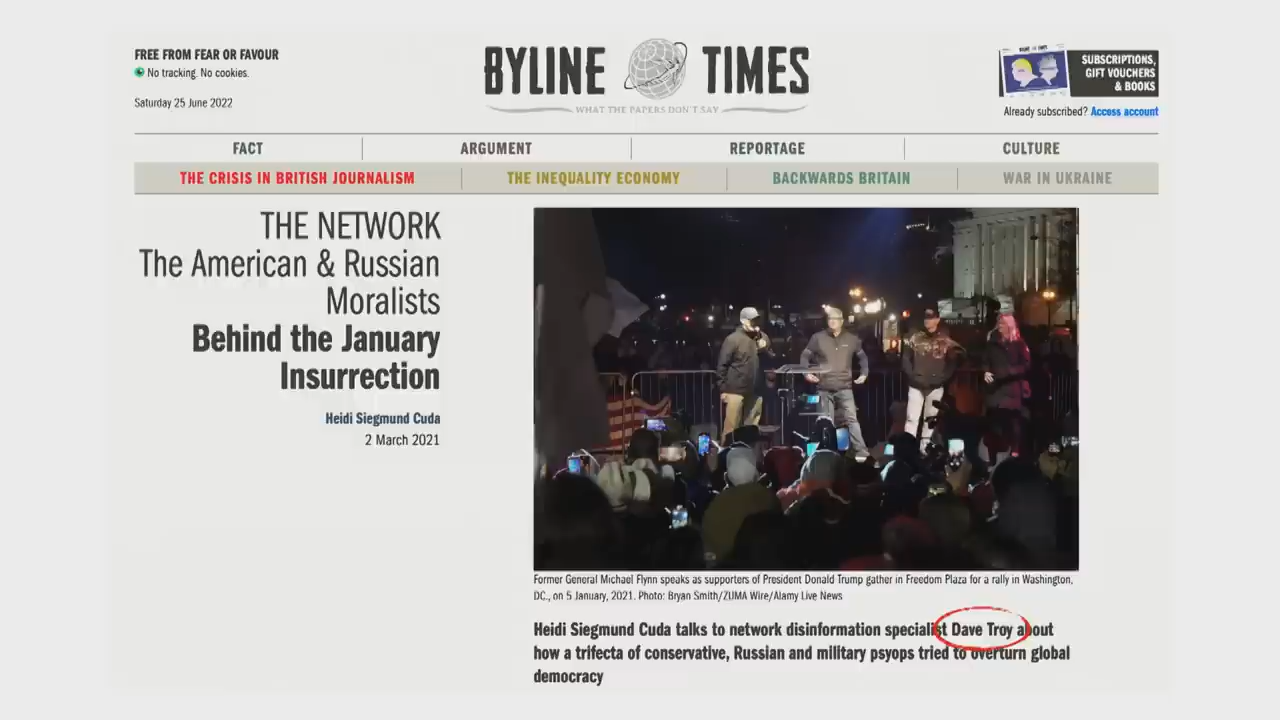 FREE FROM FEAR OR FAVOUR
No tracking. No cookies.
Saturday 25 June 2022
BYLINE TIMES
WHAT THE PAPERS DON'T SAY
SUBSCRIPTIONS,
GIFT VOUCHERS
& BOOKS
Already subscribed? Access account
FACT
ARGUMENT
REPORTAGE
CULTURE
THE CRISIS IN BRITISH JOURNALISM
THE INEQUALITY ECONOMY
BACKWARDS BRITAIN
WAR IN UKRAINE
THE NETWORK
The American & Russian
Moralists
Behind the January
Insurrection
Heidi Siegmund Cuda
2 March 2021
Former General Michael Flynn speaks as supporters of President Donald Trump gather in Freedom Plaza for a rally in Washington,
DC., on 5 January, 2021. Photo: Bryan Smith/ZUMA Wire/Alamy Live News
Heidi Siegmund Cuda talks to network disinformation specialist Dave Troy about
how a trifecta of conservative, Russian and military psyops tried to overturn global
democracy